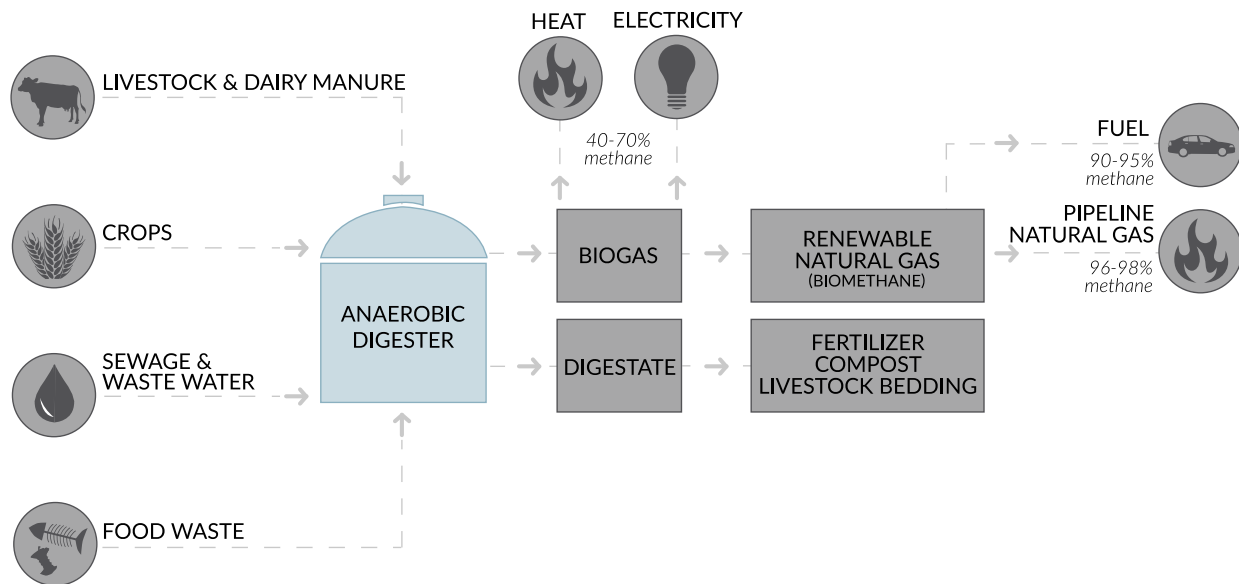 HEAT
ELECTRICITY
LIVESTOCK & DAIRY MANURE
40-70%
methane
FUEL
90-95%
methane
CROPS
BIOGAS
RENEWABLE
NATURAL GAS
(BIOMETHANE)
PIPELINE
NATURAL GAS
96-98%
methane
ANAEROBIC
DIGESTER
SEWAGE &
WASTE WATER
DIGESTATE
FERTILIZER
COMPOST
LIVESTOCK BEDDING
FOOD WASTE